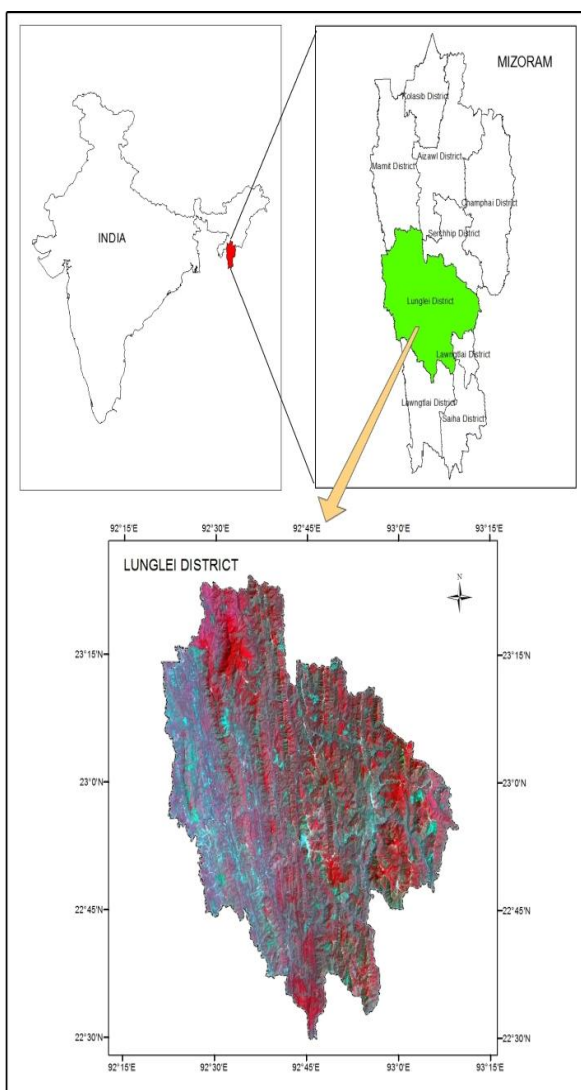 INDIA
MIZORAM
Kolasib District
Aizawl District
Mamit District
Champhai District
Serchhip District
Lunglei District
Lawngtlai District
Lawngtlai District
Saiha District
92°15'E 92°30'E 92°45'E 93°0'E 93°15'E
LUNGLEI DISTRICT
N
23°15'N 23°15'N
23°0'N 23°0'N
22°45'N 22°45'N
22°30'N 22°30'N
92°15'E 92°30'E 92°45'E 93°0'E 93°15'E